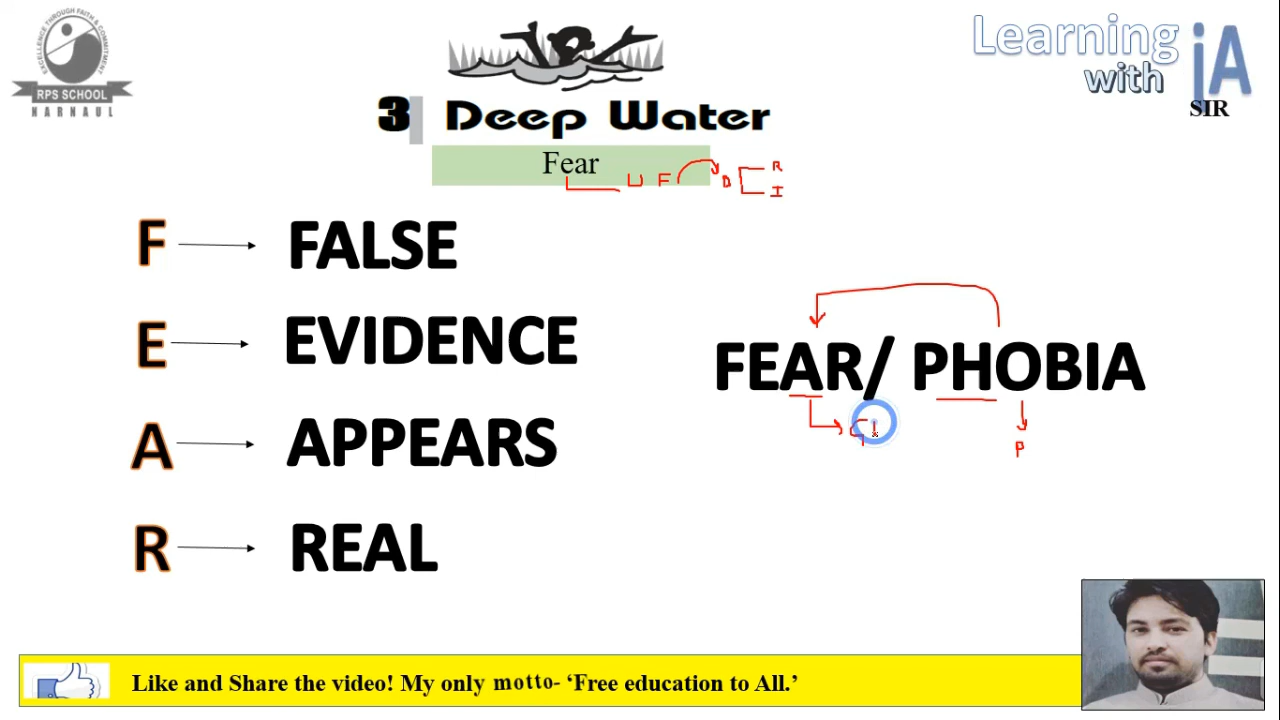 EXCELLENCE THROUGH FAITH & COMMITMENT
RPS SCHOOL
NARNAUL
Learning
with
iA
SIR
3 Deep Water
Fear
U F D R
I
F FALSE
E EVIDENCE
A APPEARS
R REAL
FEAR/ PHOBIA
P
Like and Share the video! My only motto- ‘Free education to All.’